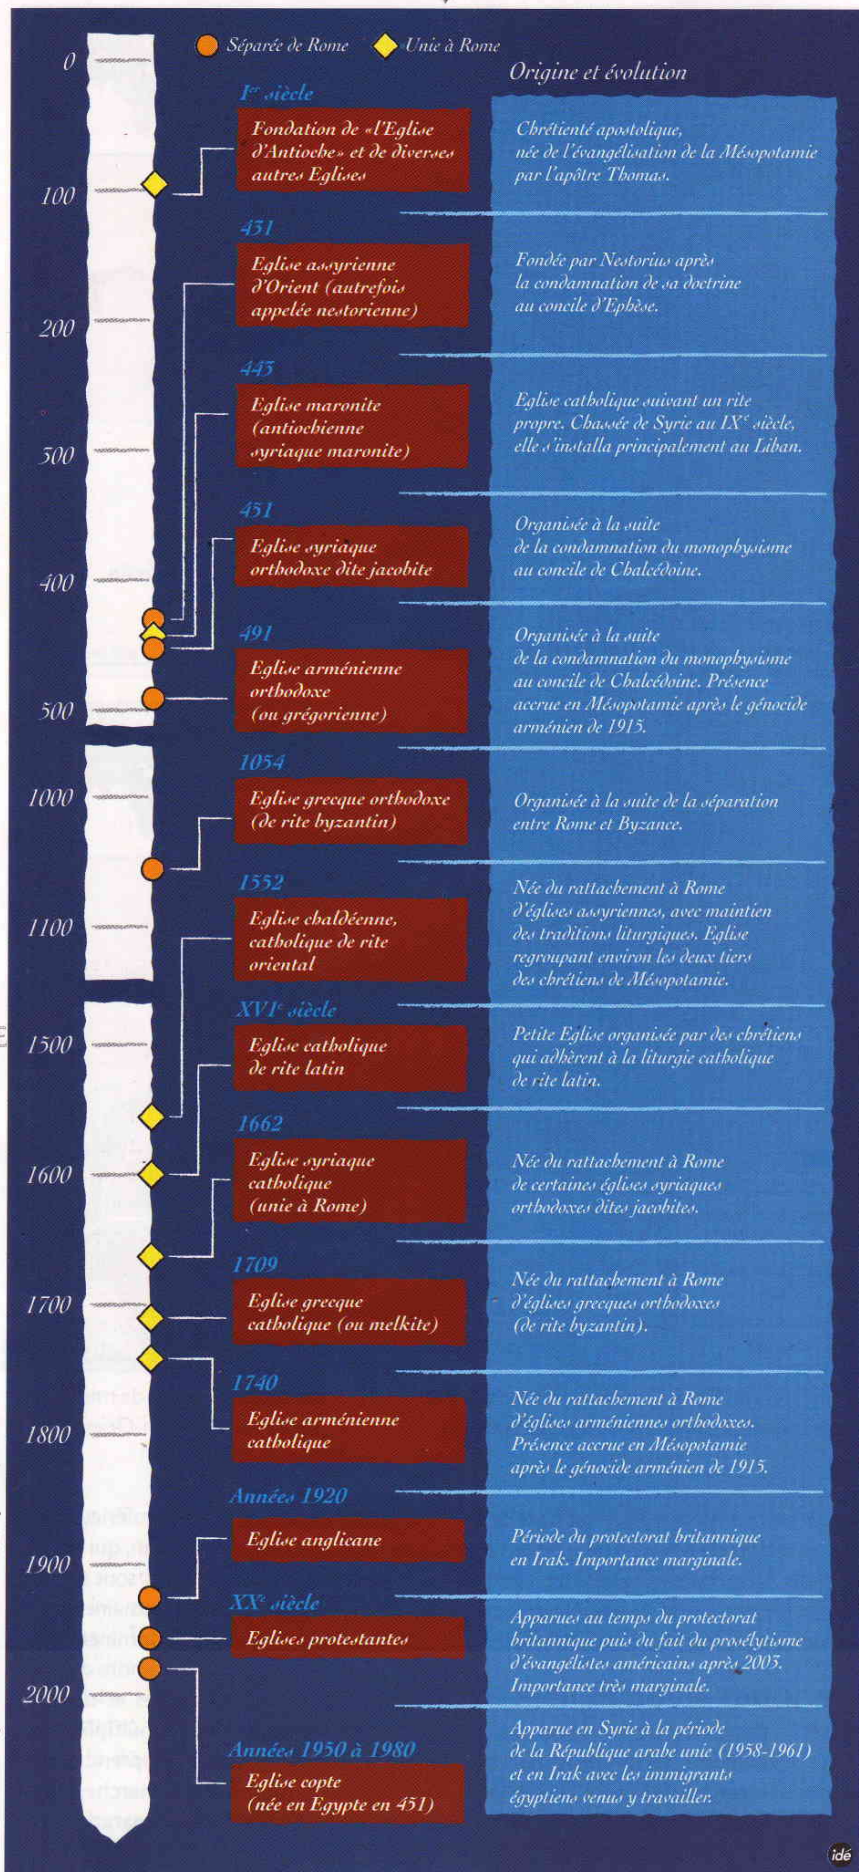 Séparée de Rome
Unie à Rome
Origine et évolution
0
100
200
300
400
500
1000
1100
1500
1600
1700
1800
1900
2000
Ier siècle
Fondation de «l'Eglise
d'Antioche» et de diverses
autres Eglises
Chrétienté apostolique,
née de l'évangélisation de la Mésopotamie
par l'apôtre Thomas.
431
Eglise assyrienne
d'Orient (autrefois
appelée nestorienne)
Fondée par Nestorius après
la condamnation de sa doctrine
au concile d'Ephèse.
443
Eglise maronite
(antiochienne
syriaque maronite)
Eglise catholique suivant un rite
propre. Chassée de Syrie au IXe siècle,
elle s'installa principalement au Liban.
451
Eglise syriaque
orthodoxe dite jacobite
Organisée à la suite
de la condamnation du monophysisme
au concile de Chalcédoine.
491
Eglise arménienne
orthodoxe
(ou grégorienne)
Organisée à la suite
de la condamnation du monophysisme
au concile de Chalcédoine. Présence
accrue en Mésopotamie après le génocide
arménien de 1915.
1054
Eglise grecque orthodoxe
(de rite byzantin)
Organisée à la suite de la séparation
entre Rome et Byzance.
1552
Eglise chaldéenne,
catholique de rite
oriental
Née du rattachement à Rome
d'églises assyriennes, avec maintien
des traditions liturgiques. Eglise
regroupant environ les deux tiers
des chrétiens de Mésopotamie.
XVIe siècle
Eglise catholique
de rite latin
Petite Eglise organisée par des chrétiens
qui adhèrent à la liturgie catholique
de rite latin.
1662
Eglise syriaque
catholique
(unie à Rome)
Née du rattachement à Rome
de certaines églises syriaques
orthodoxes dites jacobites.
1709
Eglise grecque
catholique (ou melkite)
Née du rattachement à Rome
d'églises grecques orthodoxes
(de rite byzantin).
1740
Eglise arménienne
catholique
Née du rattachement à Rome
d'églises arméniennes orthodoxes.
Présence accrue en Mésopotamie
après le génocide arménien de 1915.
Années 1920
Eglise anglicane
Période du protectorat britannique
en Irak. Importance marginale.
XXe siècle
Eglises protestantes
Apparues au temps du protectorat
britannique puis du fait du prosélytisme
d'évangélistes américains après 2003.
Importance très marginale.
Années 1950 à 1980
Eglise copte
(née en Egypte en 451)
Apparue en Syrie à la période
de la République arabe unie (1958-1961)
et en Irak avec les immigrants
égyptiens venus y travailler.
idé